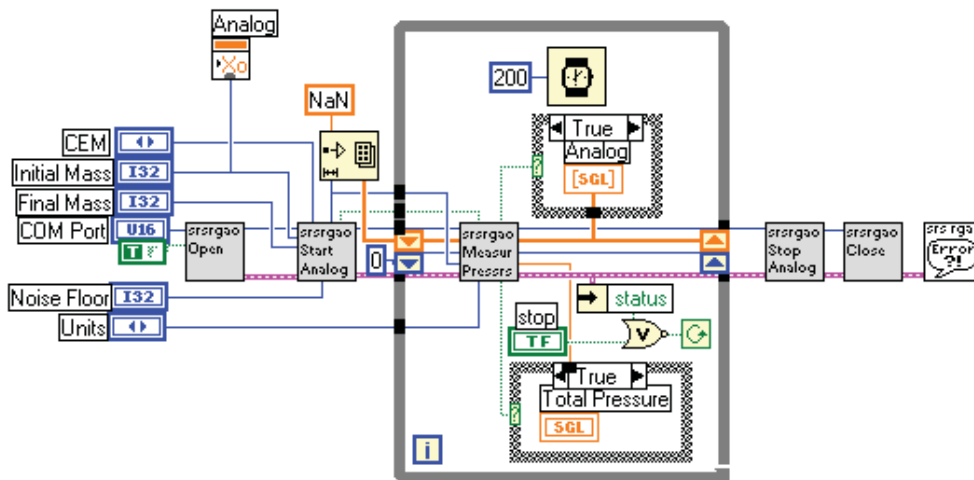 Analog
Xo
NaN
CEM
Initial Mass
I32
Final Mass
I32
COM Port
U16
T
srsrgao
Open
srsrgao
Start
Analog
0
Noise Floor
I32
Units
200
True
Analog
[SGL]
?
srsrgao
Measur
Pressrs
status
stop
TF
V
True
Total Pressure
?
SGL
i
srsrgao
Stop
Analog
srsrgao
Close
srs rgao
Error
?!